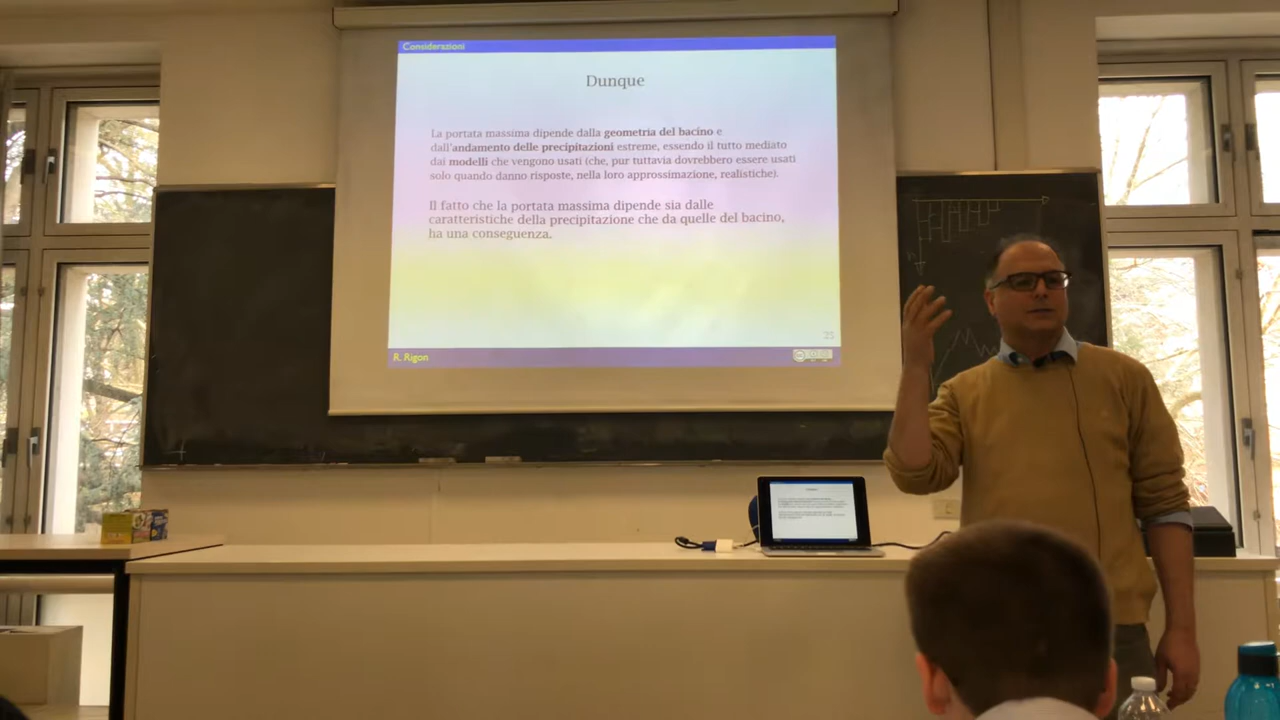 Considerazioni
Dunque
La portata massima dipende dalla geometria del bacino e
dall'andamento delle precipitazioni estreme, essendo il tutto mediato
dai modelli che vengono usati (che, pur tuttavia dovrebbero essere usati
solo quando danno risposte, nella loro approssimazione, realistiche).
Il fatto che la portata massima dipende sia dalle
caratteristiche della precipitazione che da quelle del bacino,
ha una conseguenza.
25
R. Rigon